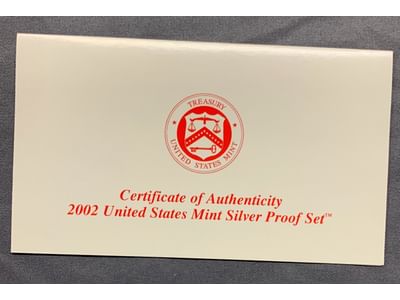 TREASURY
UNITED STATES MINT
Certificate of Authenticity
2002 United States Mint Silver Proof Set™